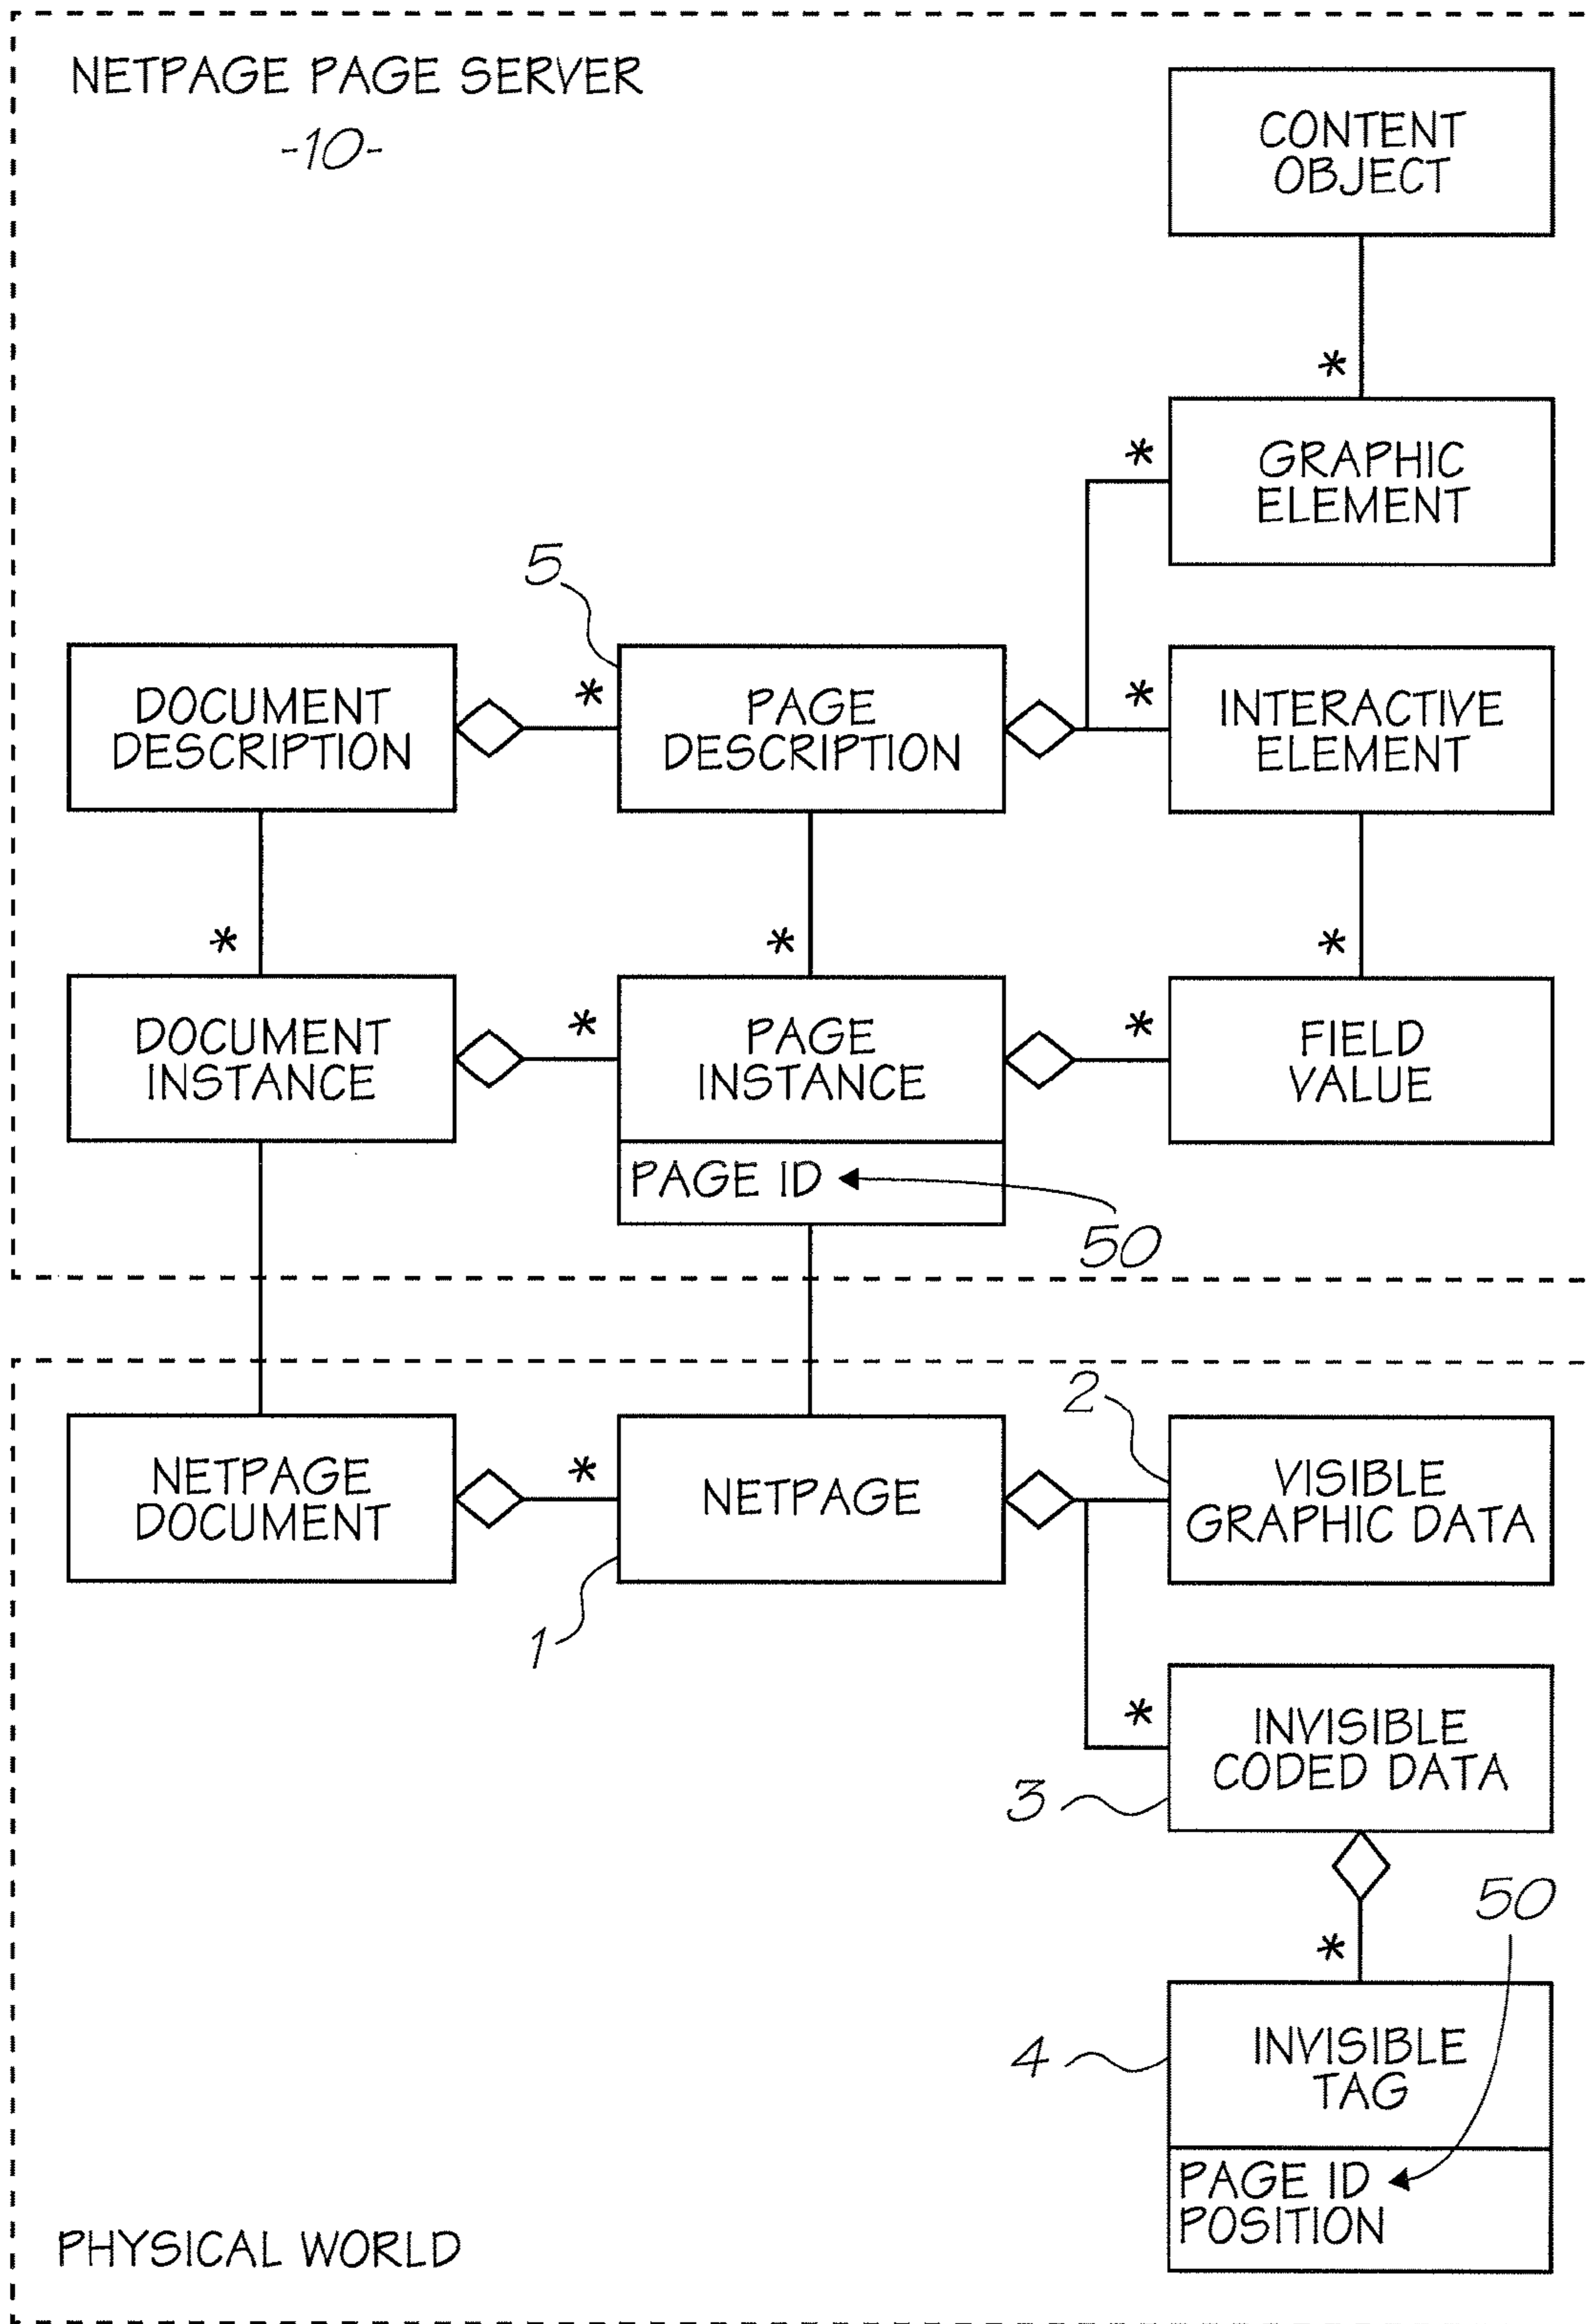 NETPAGE PAGE SERVER
-10-
CONTENT
OBJECT
*
*
GRAPHIC
ELEMENT
5
DOCUMENT
DESCRIPTION
*
PAGE
DESCRIPTION
*
INTERACTIVE
ELEMENT
*
*
*
DOCUMENT
INSTANCE
*
PAGE
INSTANCE
*
FIELD
VALUE
PAGE ID
50
NETPAGE
DOCUMENT
*
NETPAGE
1
2
VISIBLE
GRAPHIC DATA
*
INVISIBLE
CODED DATA
3
*
50
4
INVISIBLE
TAG
PAGE ID
POSITION
PHYSICAL WORLD